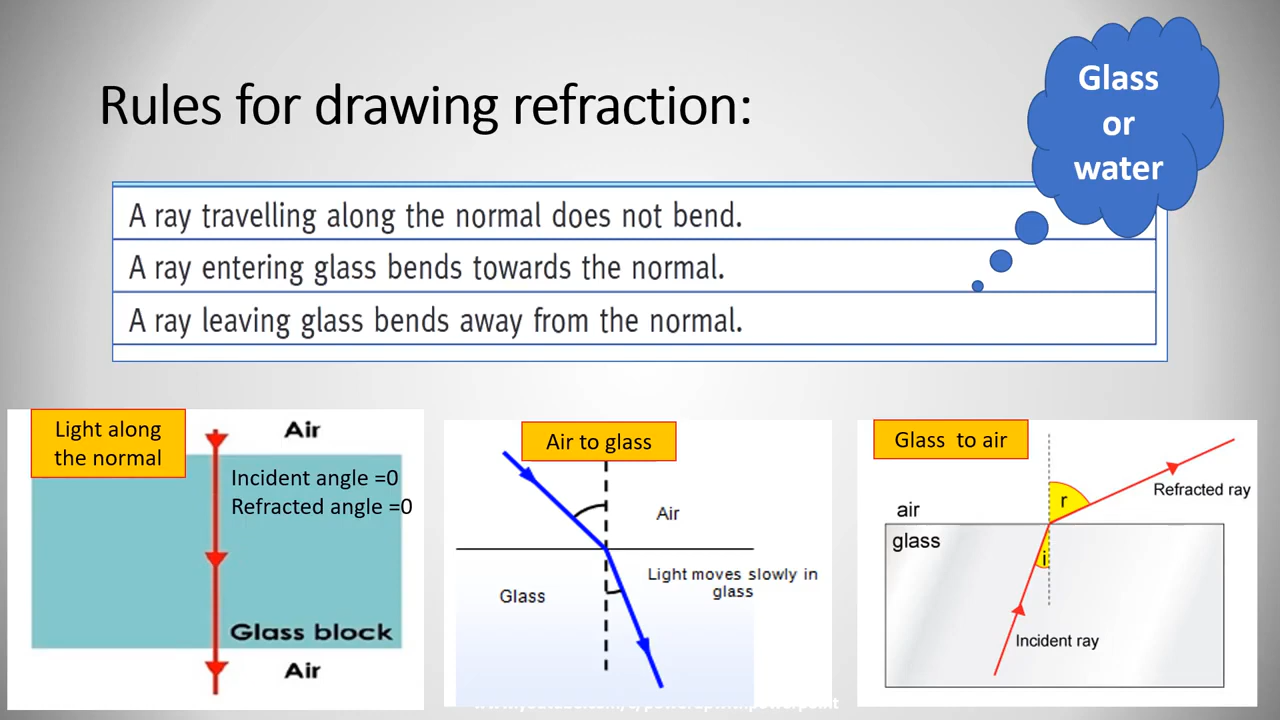 Rules for drawing refraction:
Glass
or
water
A ray travelling along the normal does not bend.
A ray entering glass bends towards the normal.
A ray leaving glass bends away from the normal.
Light along
the normal
Air
Incident angle =0
Refracted angle =0
Glass block
Air
Air to glass
Air
Light moves slowly in
glass
Glass
Glass to air
r
Refracted ray
air
glass
i
Incident ray